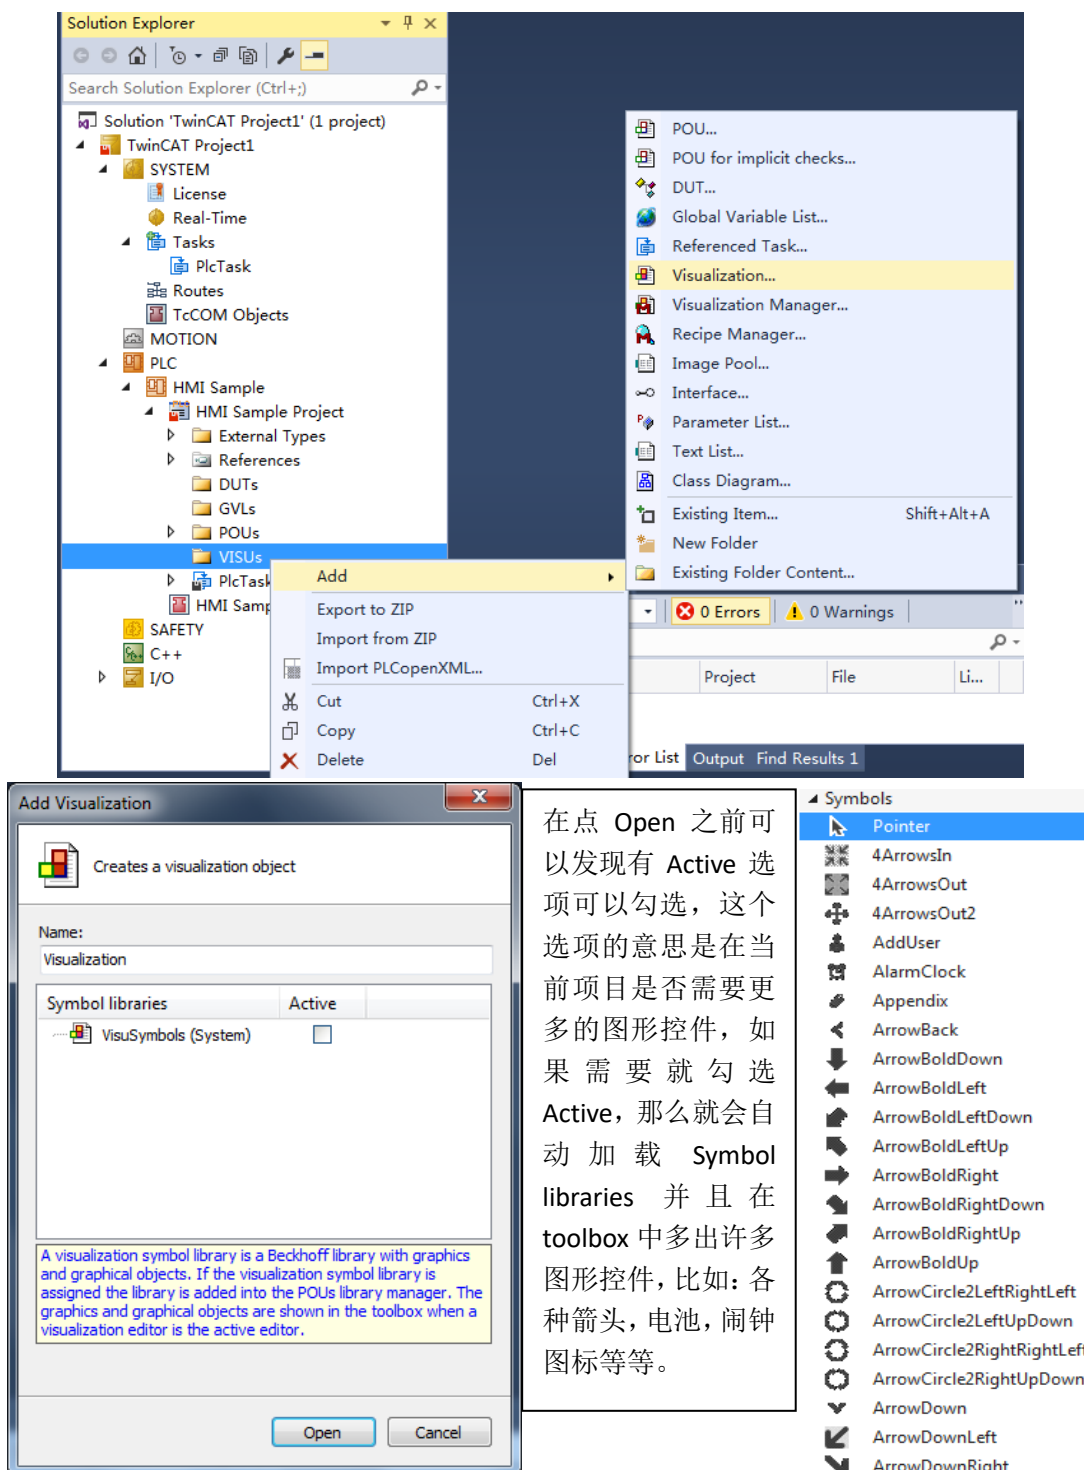 Solution Explorer
Search Solution Explorer (Ctrl+;)
Solution 'TwinCAT Project1' (1 project)
TwinCAT Project1
SYSTEM
License
Real-Time
Tasks
PlcTask
Routes
TcCOM Objects
MOTION
PLC
HMI Sample
HMI Sample Project
External Types
References
DUTs
GVLs
POUs
VISUs
PlcTask
HMI Samp
SAFETY
C++
I/O
Add
Export to ZIP
Import from ZIP
Import PLCopenXML...
Cut Ctrl+X
Copy Ctrl+C
Delete Del
POU...
POU for implicit checks...
DUT...
Global Variable List...
Referenced Task...
Visualization...
Visualization Manager...
Recipe Manager...
Image Pool...
Interface...
Parameter List...
Text List...
Class Diagram...
Existing Item... Shift+Alt+A
New Folder
Existing Folder Content...
0 Errors 0 Warnings
Project File Li...
ror List Output Find Results 1
Add Visualization
Creates a visualization object
Name:
Visualization
Symbol libraries Active
VisuSymbols (System)
A visualization symbol library is a Beckhoff library with graphics
and graphical objects. If the visualization symbol library is
assigned the library is added into the POUs library manager. The
graphics and graphical objects are shown in the toolbox when a
visualization editor is the active editor.
Open Cancel
在点 Open 之前可
以发现有 Active 选
项可以勾选，这个
选项的意思是在当
前项目是否需要更
多的图形控件，如
果需要就勾选
Active，那么就会自
动加载 Symbol
libraries 并且在
toolbox 中多出许多
图形控件，比如：各
种箭头，电池，闹钟
图标等等。
Symbols
Pointer
4ArrowsIn
4ArrowsOut
4ArrowsOut2
AddUser
AlarmClock
Appendix
ArrowBack
ArrowBoldDown
ArrowBoldLeft
ArrowBoldLeftDown
ArrowBoldLeftUp
ArrowBoldRight
ArrowBoldRightDown
ArrowBoldRightUp
ArrowBoldUp
ArrowCircle2LeftRightLeft
ArrowCircle2LeftUpDown
ArrowCircle2RightRightLeft
ArrowCircle2RightUpDown
ArrowDown
ArrowDownLeft
ArrowDownRight